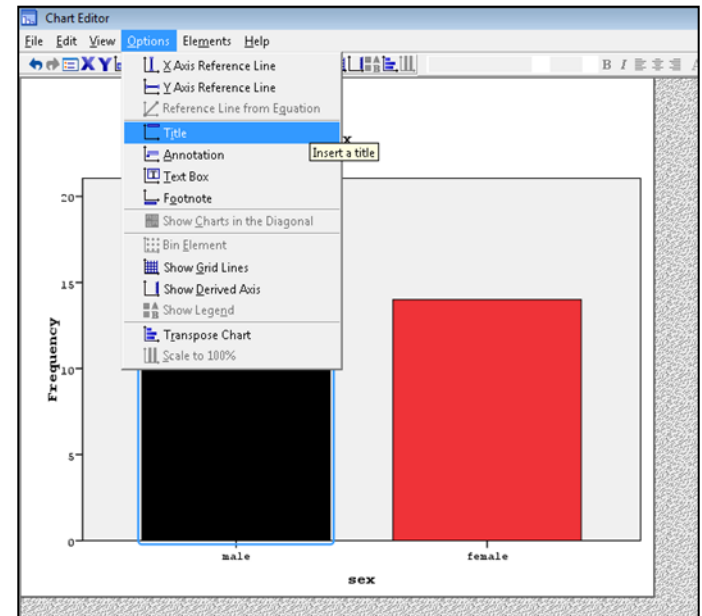 Chart Editor
File Edit View Options Elements Help
B I
X Axis Reference Line
Y Axis Reference Line
Reference Line from Equation
Title
Insert a title
Annotation
Text Box
Footnote
Show Charts in the Diagonal
Bin Element
Show Grid Lines
Show Derived Axis
Show Legend
Transpose Chart
Scale to 100%
x
20
15
10
5
0
Frequency
male female
sex